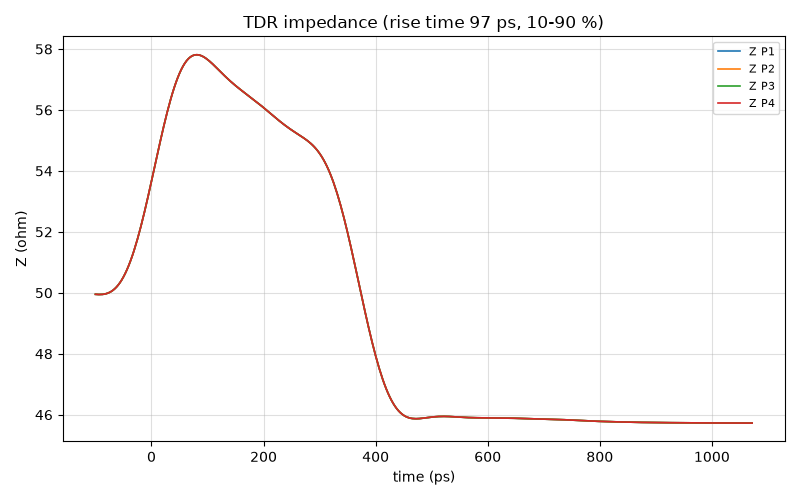 TDR impedance (rise time 97 ps, 10-90 %)
Z P1
Z P2
Z P3
Z P4
58
56
54
52
50
48
46
Z (ohm)
0 200 400 600 800 1000
time (ps)